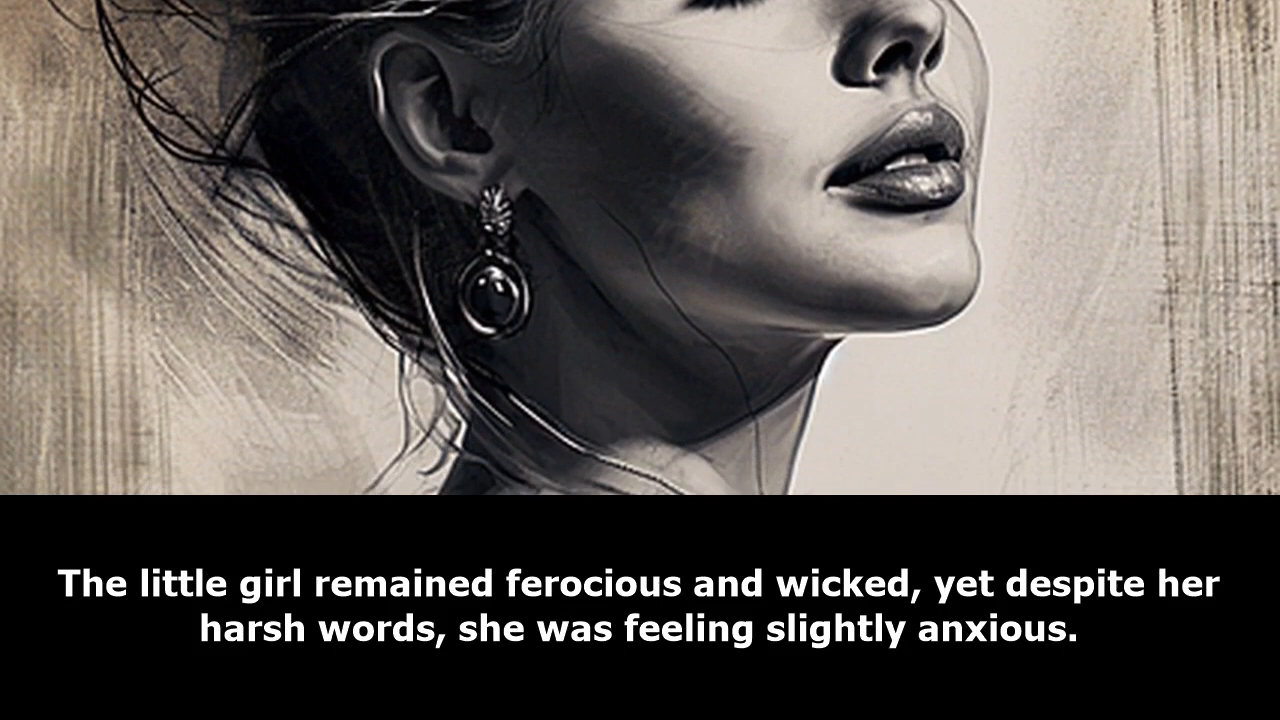 The little girl remained ferocious and wicked, yet despite her
harsh words, she was feeling slightly anxious.